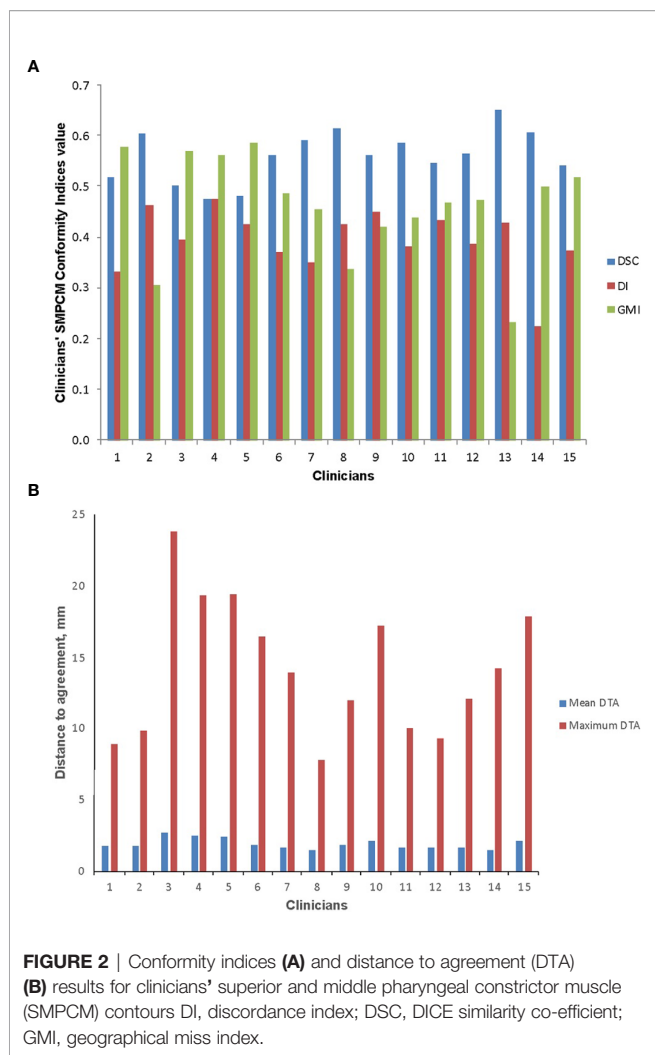 A
Clinicians' SMPCM Conformity Indices value
0.7
0.6
0.5
0.4
0.3
0.2
0.1
0.0
1 2 3 4 5 6 7 8 9 10 11 12 13 14 15
Clinicians
DSC
DI
GMI
B
Distance to agreement, mm
25
20
15
10
5
0
1 2 3 4 5 6 7 8 9 10 11 12 13 14 15
Clinicians
Mean DTA
Maximum DTA
FIGURE 2 | Conformity indices (A) and distance to agreement (DTA)
(B) results for clinicians' superior and middle pharyngeal constrictor muscle
(SMPCM) contours DI, discordance index; DSC, DICE similarity co-efficient;
GMI, geographical miss index.